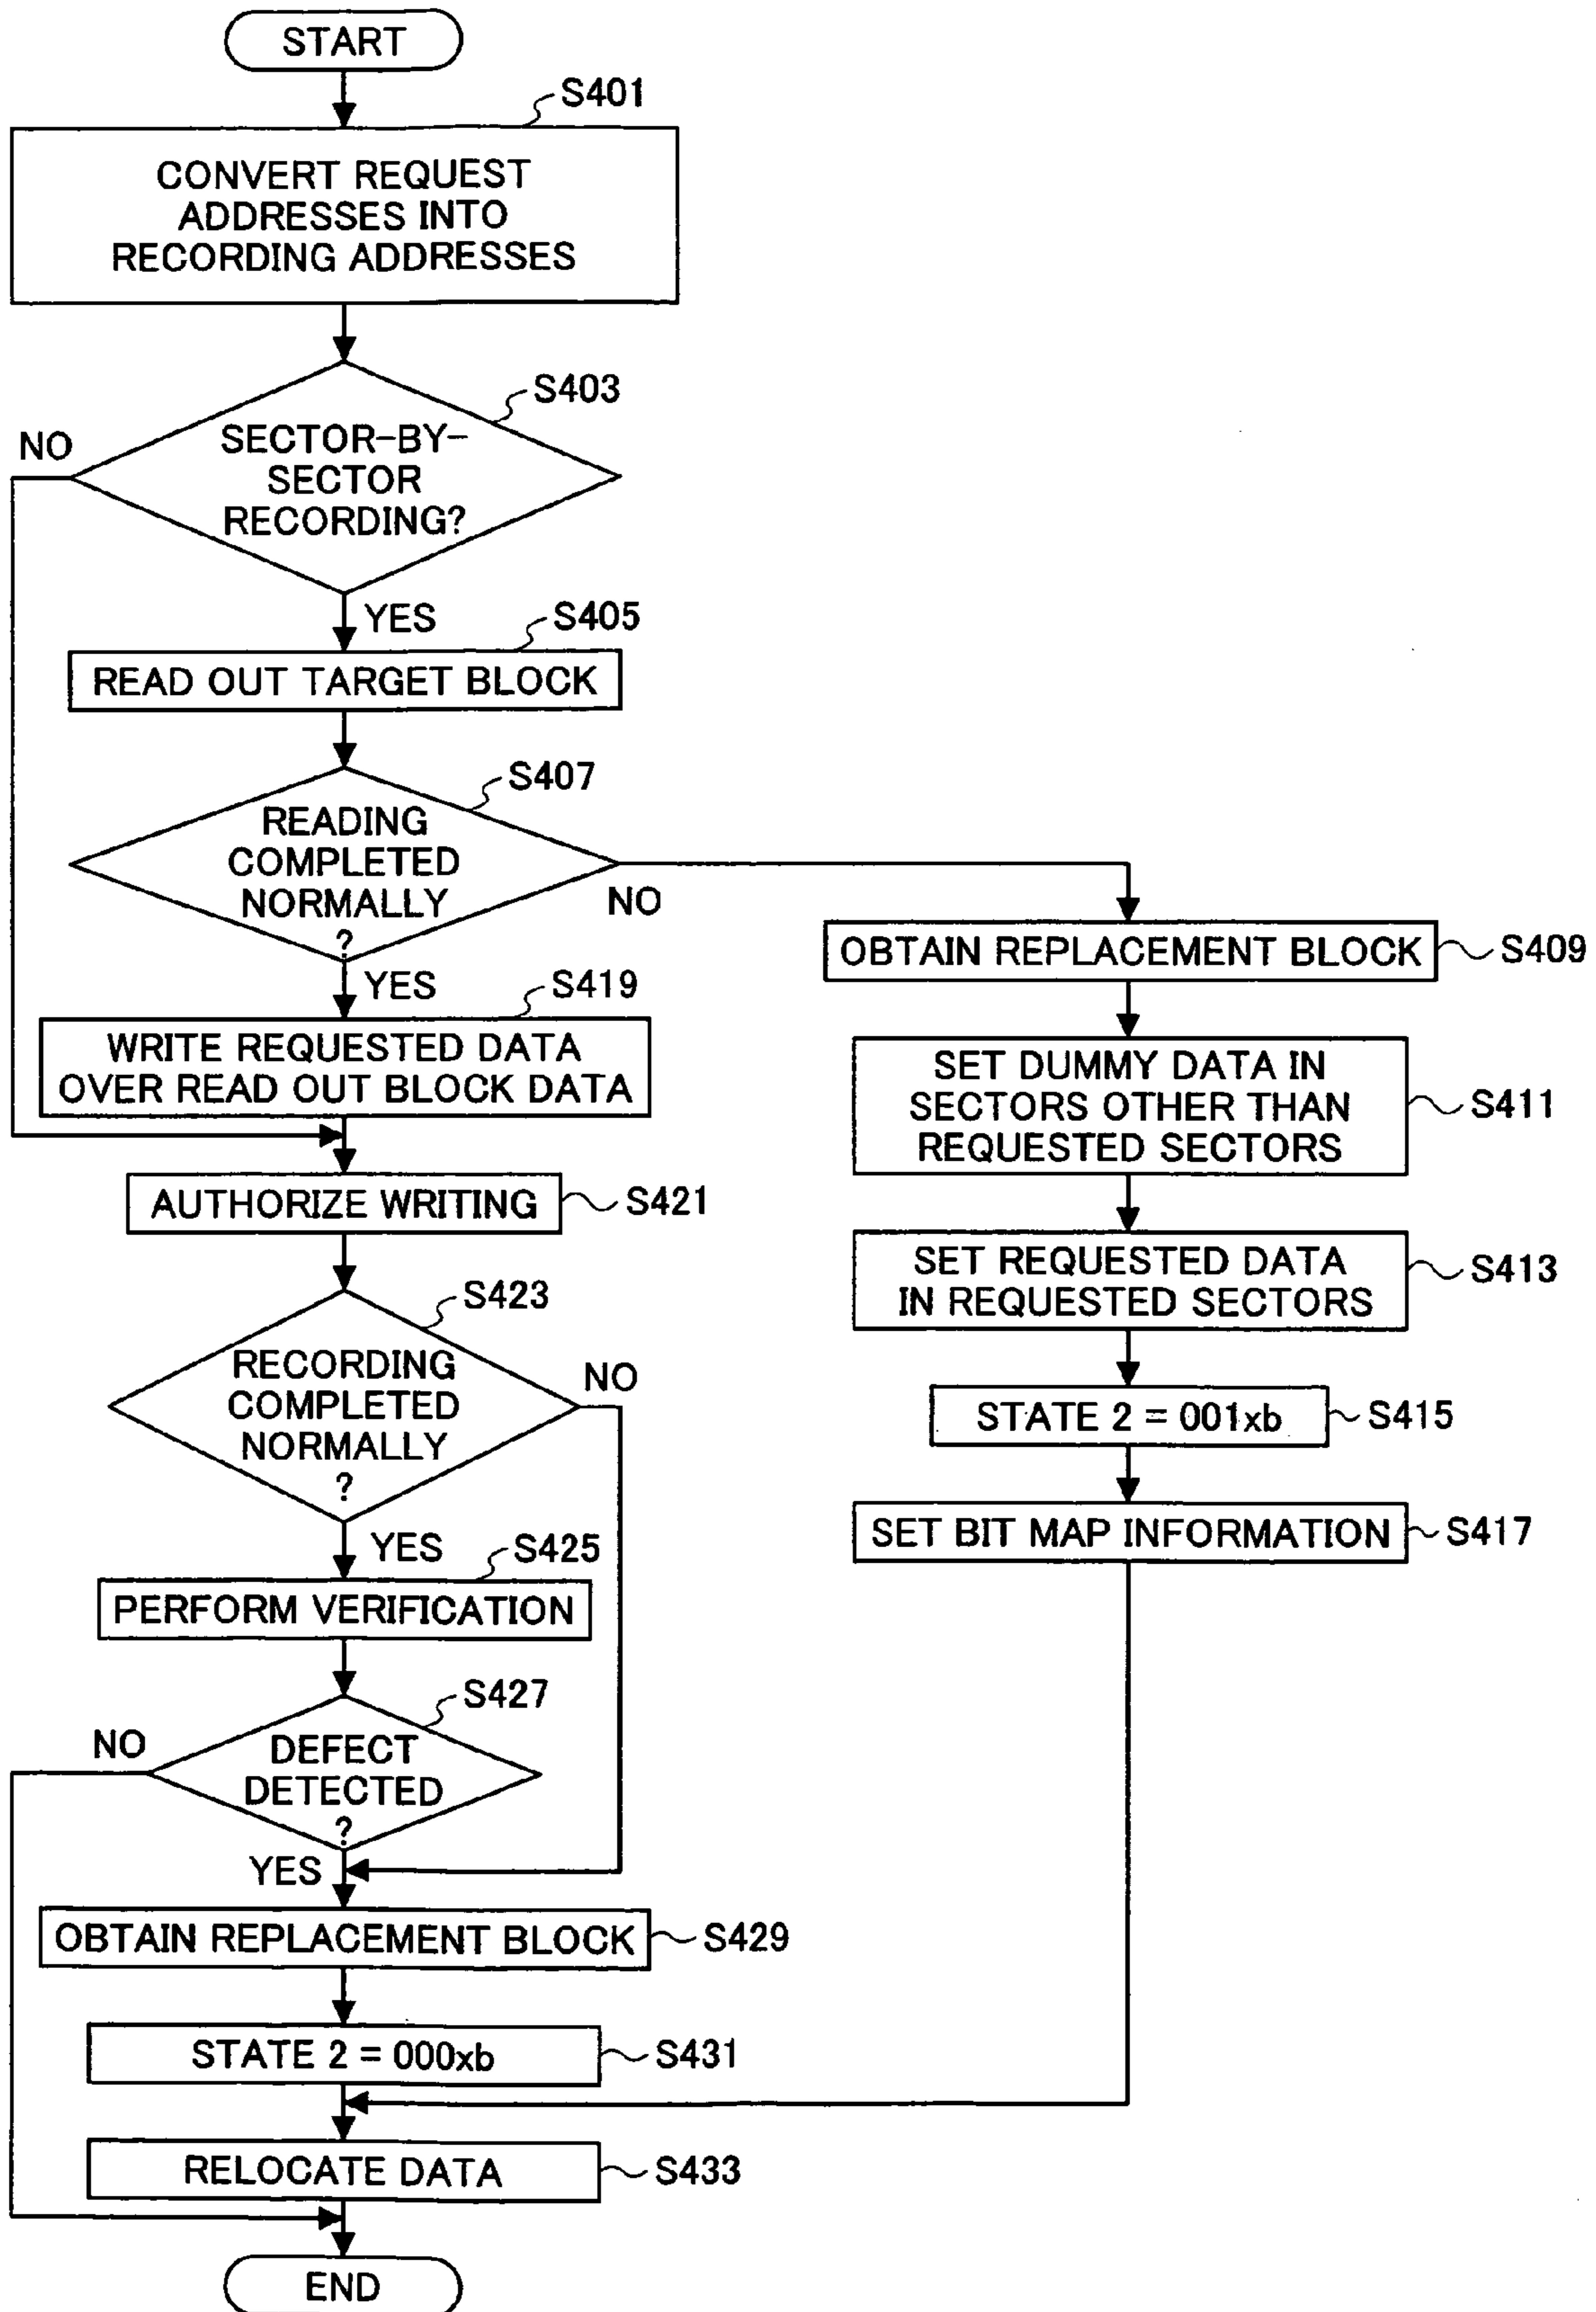 START
S401
CONVERT REQUEST
ADDRESSES INTO
RECORDING ADDRESSES
S403
NO
SECTOR-BY-
SECTOR
RECORDING?
YES
S405
READ OUT TARGET BLOCK
S407
READING
COMPLETED
NORMALLY
?
NO
YES
OBTAIN REPLACEMENT BLOCK
S409
S419
WRITE REQUESTED DATA
OVER READ OUT BLOCK DATA
SET DUMMY DATA IN
SECTORS OTHER THAN
REQUESTED SECTORS
S411
AUTHORIZE WRITING
S421
SET REQUESTED DATA
IN REQUESTED SECTORS
S413
S423
RECORDING
COMPLETED
NORMALLY
?
NO
STATE 2 = 001xb
S415
YES
SET BIT MAP INFORMATION
S417
S425
PERFORM VERIFICATION
S427
NO
DEFECT
DETECTED
?
YES
OBTAIN REPLACEMENT BLOCK
S429
STATE 2 = 000xb
S431
RELOCATE DATA
S433
END